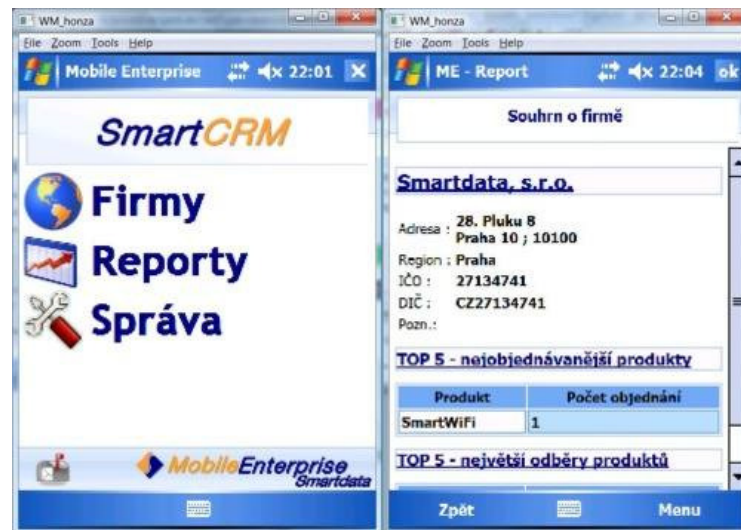 WM_honza
File Zoom Tools Help
Mobile Enterprise 22:01
SmartCRM
Firmy
Reporty
Správa
MobileEnterprise
Smartdata
WM_honza
File Zoom Tools Help
ME - Report 22:04 ok
Souhrn o firmě
Smartdata, s.r.o.
Adresa : 28. Pluku 8
Praha 10 ; 10100
Region : Praha
IČO : 27134741
DIČ : CZ27134741
Pozn.:
TOP 5 - nejobjednávanější produkty
Produkt Počet objednání
SmartWiFi 1
TOP 5 - největší odběry produktů
Zpět Menu